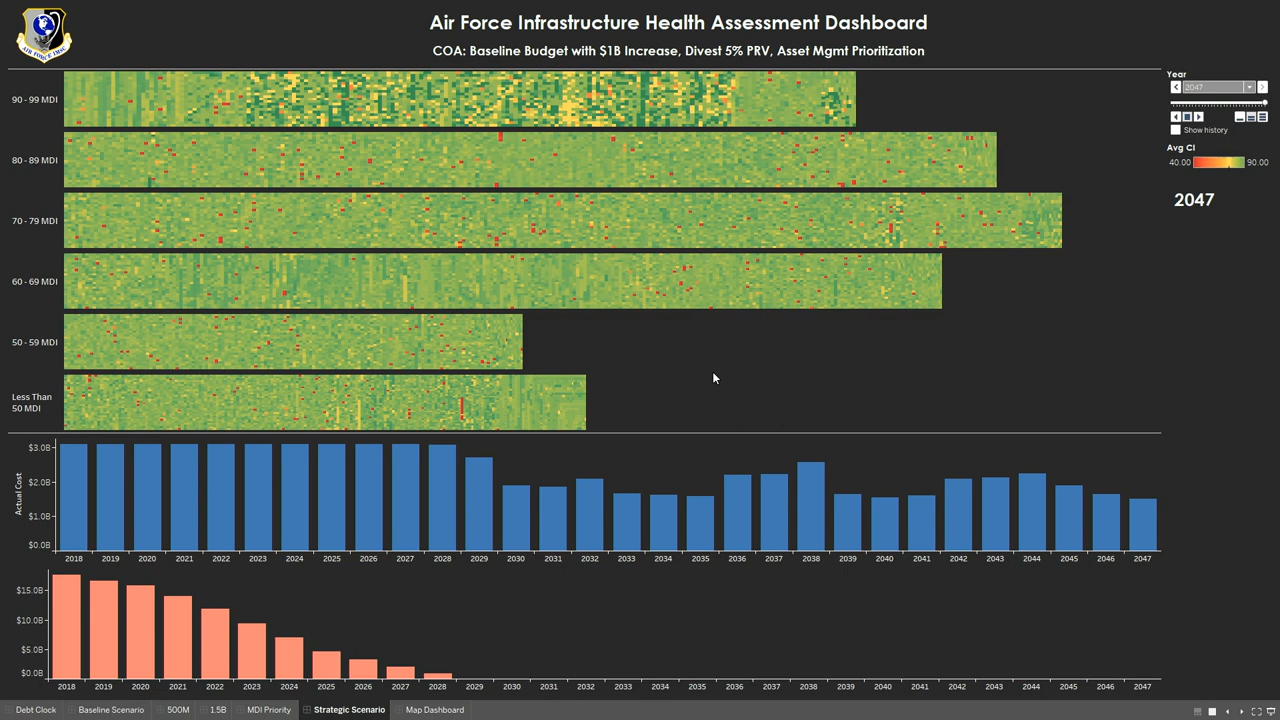 Air Force Infrastructure Health Assessment Dashboard
COA: Baseline Budget with $1B Increase, Divest 5% PRV, Asset Mgmt Prioritization
AIR FORCE IMSC
90 - 99 MDI
80 - 89 MDI
70 - 79 MDI
60 - 69 MDI
50 - 59 MDI
Less Than
50 MDI
Year
2047
Show history
Avg CI
40.00 90.00
2047
Actual Cost
$3.0B
$2.0B
$1.0B
$0.0B
2018 2019 2020 2021 2022 2023 2024 2025 2026 2027 2028 2029 2030 2031 2032 2033 2034 2035 2036 2037 2038 2039 2040 2041 2042 2043 2044 2045 2046 2047
$15.0B
$10.0B
$5.0B
$0.0B
2018 2019 2020 2021 2022 2023 2024 2025 2026 2027 2028 2029 2030 2031 2032 2033 2034 2035 2036 2037 2038 2039 2040 2041 2042 2043 2044 2045 2046 2047
Debt Clock Baseline Scenario 500M 1.5B MDI Priority Strategic Scenario Map Dashboard